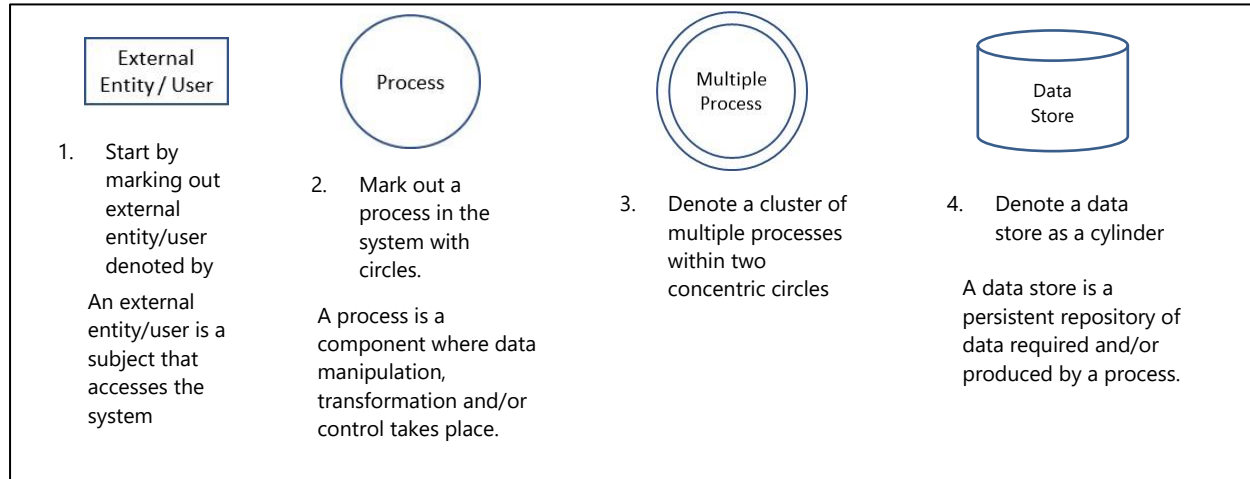 External
Entity / User
1. Start by
marking out
external
entity/user
denoted by
An external
entity/user is a
subject that
accesses the
system
Process
2. Mark out a
process in the
system with
circles.
A process is a
component where data
manipulation,
transformation and/or
control takes place.
Multiple
Process
3. Denote a cluster of
multiple processes
within two
concentric circles
Data
Store
4. Denote a data
store as a cylinder
A data store is a
persistent repository of
data required and/or
produced by a process.